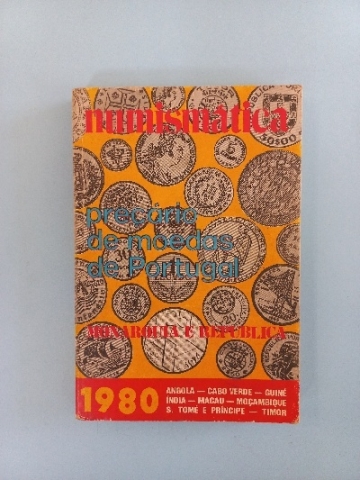 numismática
preçário
de moedas
de Portugal
MONARQUIA E REPÚBLICA
1980
ANGOLA — CABO VERDE — GUINÉ
ÍNDIA — MACAU — MOÇAMBIQUE
S. TOMÉ E PRÍNCIPE — TIMOR